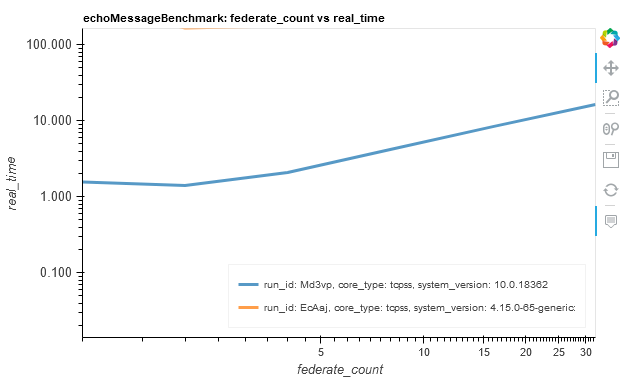 echoMessageBenchmark: federate_count vs real_time
100.000
10.000
1.000
0.100
real_time
run_id: Md3vp, core_type: tcpss, system_version: 10.0.18362
run_id: EcAaj, core_type: tcpss, system_version: 4.15.0-65-generic:
5
10
15
20
25
30
federate_count